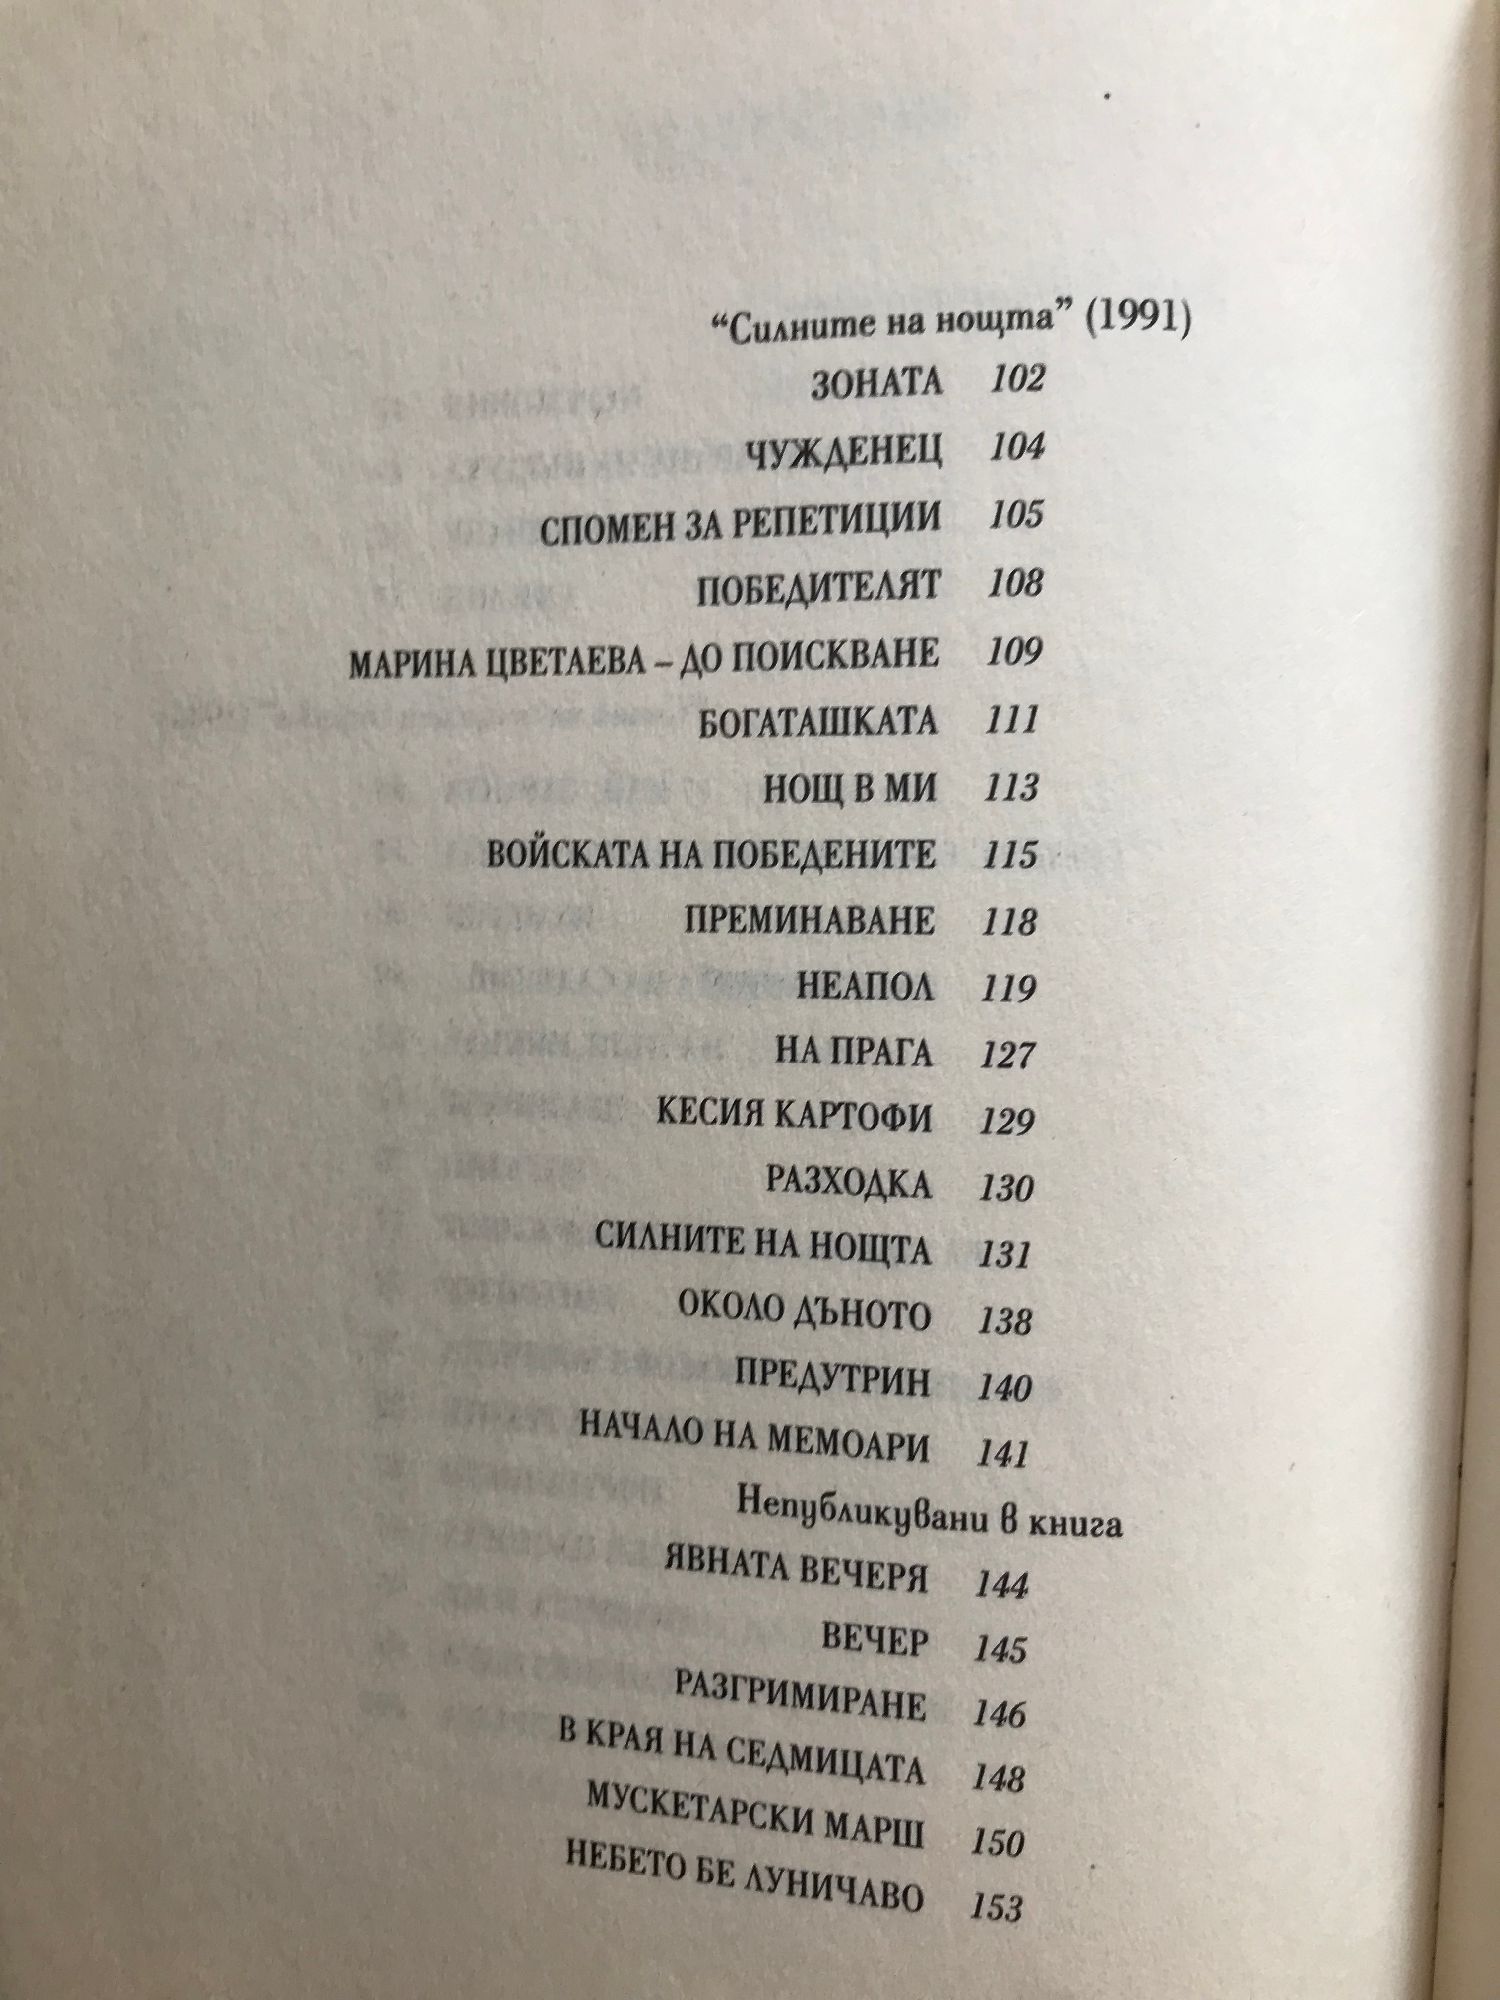 “Силните на нощта” (1991)
ЗОНАТА 102
ЧУЖДЕНЕЦ 104
СПОМЕН ЗА РЕПЕТИЦИИ 105
ПОБЕДИТЕЛЯТ 108
МАРИНА ЦВЕТАЕВА – ДО ПОИСКВАНЕ 109
БОГАТАШКАТА 111
НОЩ В МИ 113
ВОЙСКАТА НА ПОБЕДЕНИТЕ 115
ПРЕМИНАВАНЕ 118
НЕАПОЛ 119
НА ПРАГА 127
КЕСИЯ КАРТОФИ 129
РАЗХОДКА 130
СИЛНИТЕ НА НОЩТА 131
ОКОЛО ДЪНОТО 138
ПРЕДУТРИН 140
НАЧАЛО НА МЕМОАРИ 141
Непубликувани в книга
ЯВНАТА ВЕЧЕРЯ 144
ВЕЧЕР 145
РАЗГРИМИРАНЕ 146
В КРАЯ НА СЕДМИЦАТА 148
МУСКЕТАРСКИ МАРШ 150
НЕБЕТО БЕ ЛУНИЧАВО 153